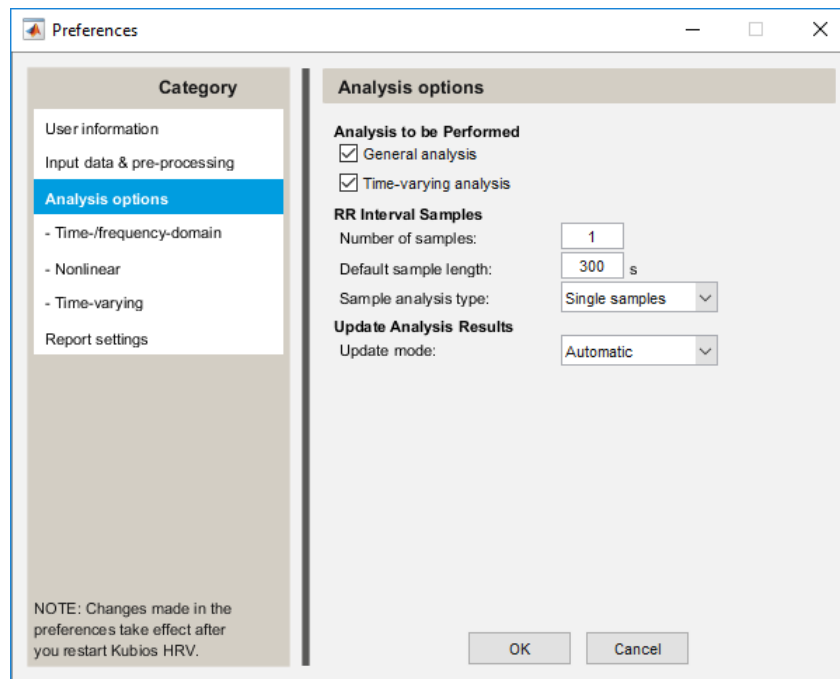 Preferences
Category
User information
Input data & pre-processing
Analysis options
- Time-/frequency-domain
- Nonlinear
- Time-varying
Report settings
NOTE: Changes made in the
preferences take effect after
you restart Kubios HRV.
Analysis options
Analysis to be Performed
General analysis
Time-varying analysis
RR Interval Samples
Number of samples: 1
Default sample length: 300 s
Sample analysis type: Single samples
Update Analysis Results
Update mode: Automatic
OK Cancel